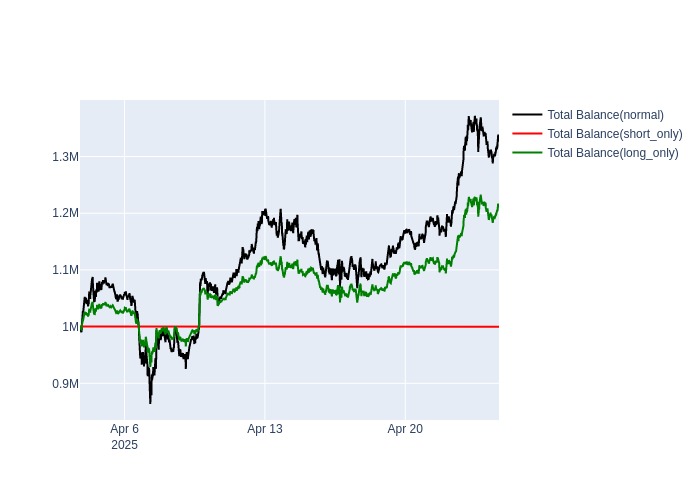 Total Balance(normal)
Total Balance(short_only)
Total Balance(long_only)
1.3M
1.2M
1.1M
1M
0.9M
Apr 6
2025
Apr 13
Apr 20